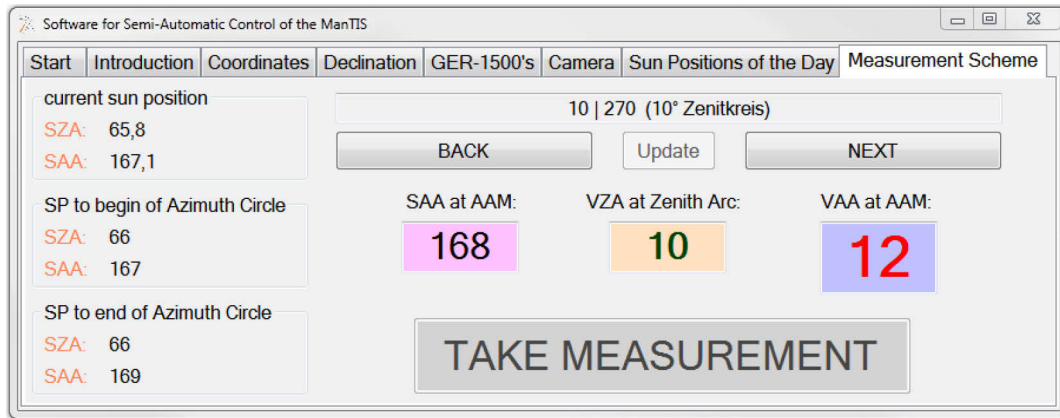 Software for Semi-Automatic Control of the ManTIS
Start Introduction Coordinates Declination GER-1500's Camera Sun Positions of the Day Measurement Scheme
current sun position
SZA: 65,8
SAA: 167,1
SP to begin of Azimuth Circle
SZA: 66
SAA: 167
SP to end of Azimuth Circle
SZA: 66
SAA: 169
10 | 270 (10° Zenitkreis)
BACK Update NEXT
SAA at AAM: VZA at Zenith Arc: VAA at AAM:
168 10 12
TAKE MEASUREMENT